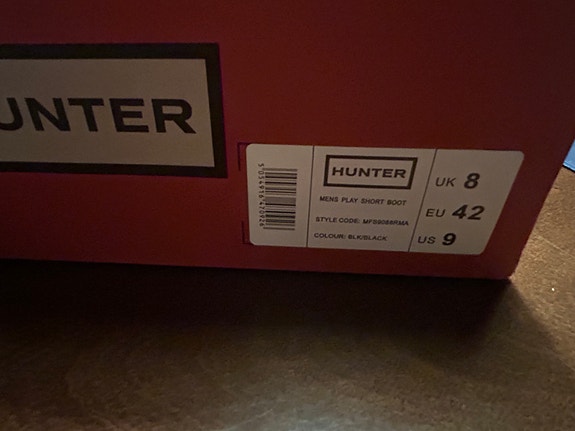 UNTER
HUNTER
MENS PLAY SHORT BOOT
STYLE CODE: MFS9088RMA
COLOUR: BLK/BLACK
UK 8
EU 42
US 9